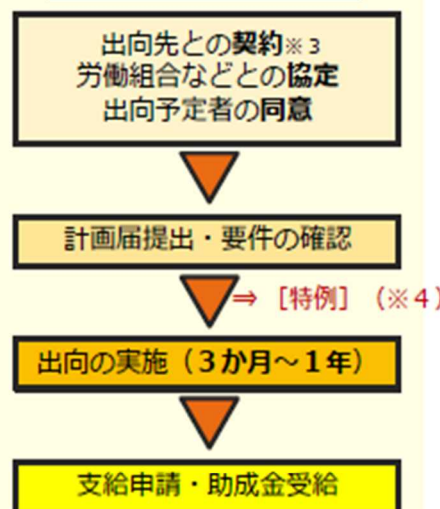 出向先との契約※3
労働組合などとの協定
出向予定者の同意
計画届提出・要件の確認
⇒ [特例] (※4)
出向の実施(3か月~1年)
支給申請・助成金受給